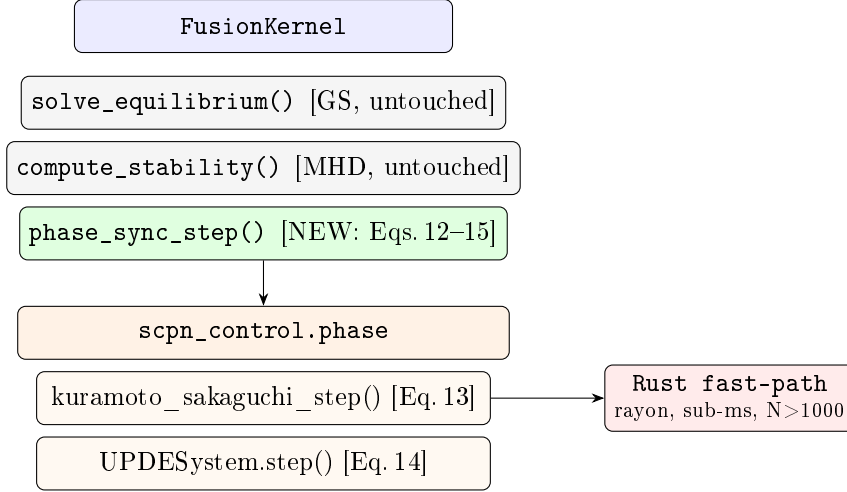 FusionKernel
solve_equilibrium() [GS, untouched]
compute_stability() [MHD, untouched]
phase_sync_step() [NEW: Eqs. 12–15]
scpn_control.phase
kuramoto_sakaguchi_step() [Eq. 13]
Rust fast-path
rayon, sub-ms, N>1000
UPDESystem.step() [Eq. 14]